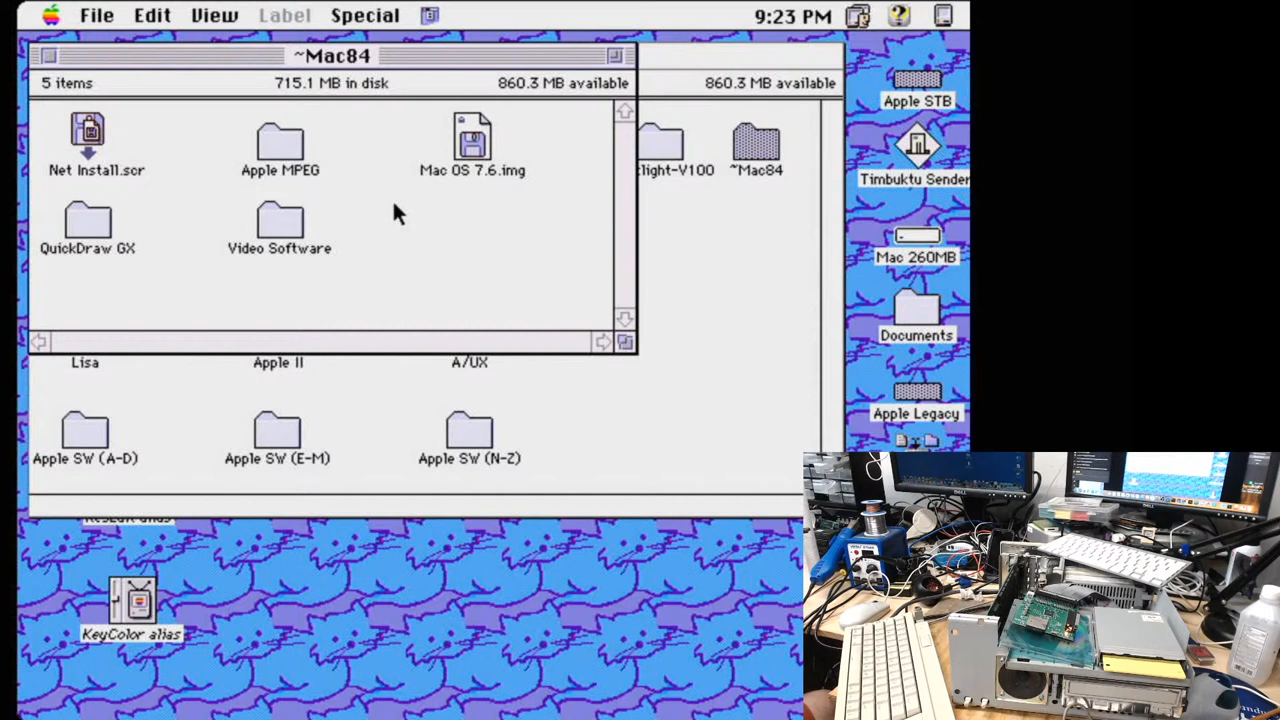 File Edit View Label Special 9:23 PM
~Mac84
5 items 715.1 MB in disk 860.3 MB available 860.3 MB available
Net Install.scr Apple MPEG Mac OS 7.6.img light-V100 ~Mac84
QuickDraw GX Video Software
Lisa Apple II A/UX
Apple SW (A-D) Apple SW (E-M) Apple SW (N-Z)
KeyColor alias
Apple STB
Timbuktu Sender
Mac 260MB
Documents
Apple Legacy
DELL